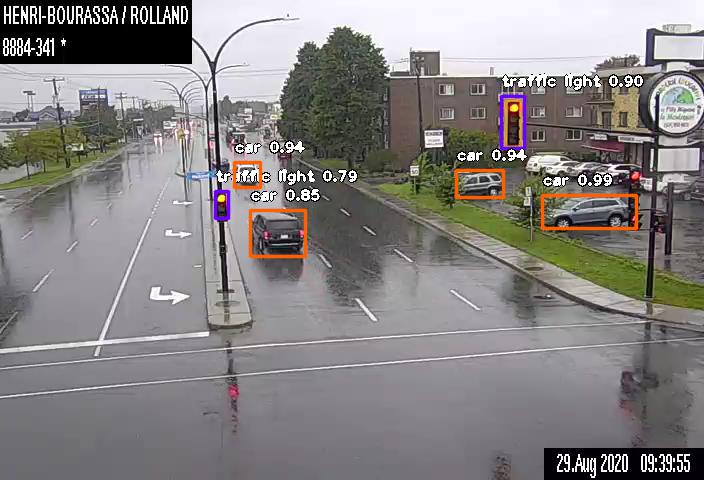 HENRI-BOURASSA / ROLLAND
8884-341 *
traffic light 0.90
car 0.94
car 0.94
traffic light 0.79
car 0.99
car 0.85
29.Aug 2020 09:39:55